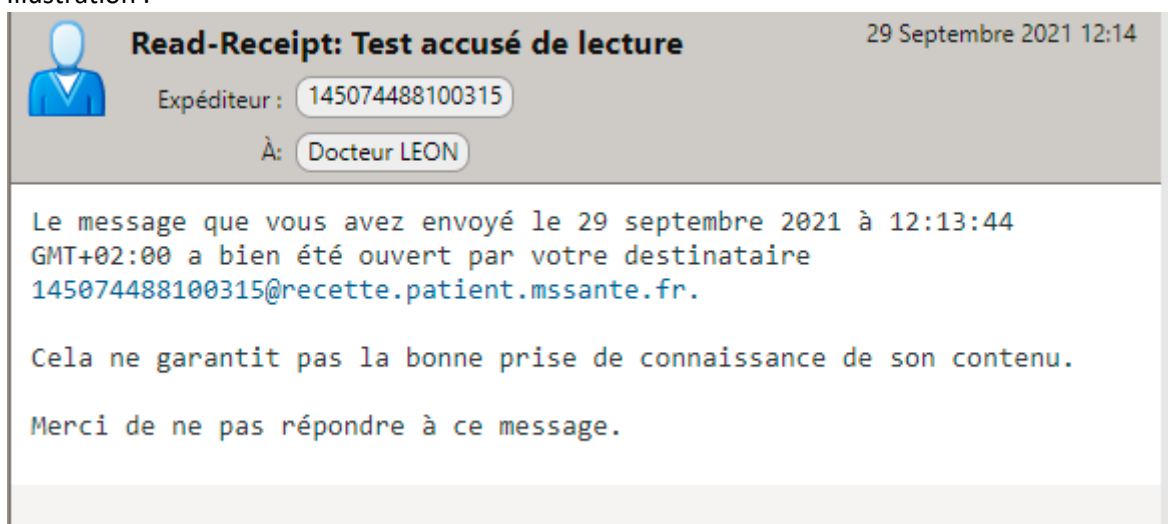 Read-Receipt: Test accusé de lecture
29 Septembre 2021 12:14
Expéditeur : 145074488100315
À: Docteur LEON
Le message que vous avez envoyé le 29 septembre 2021 à 12:13:44
GMT+02:00 a bien été ouvert par votre destinataire
145074488100315@recette.patient.mssante.fr.
Cela ne garantit pas la bonne prise de connaissance de son contenu.
Merci de ne pas répondre à ce message.